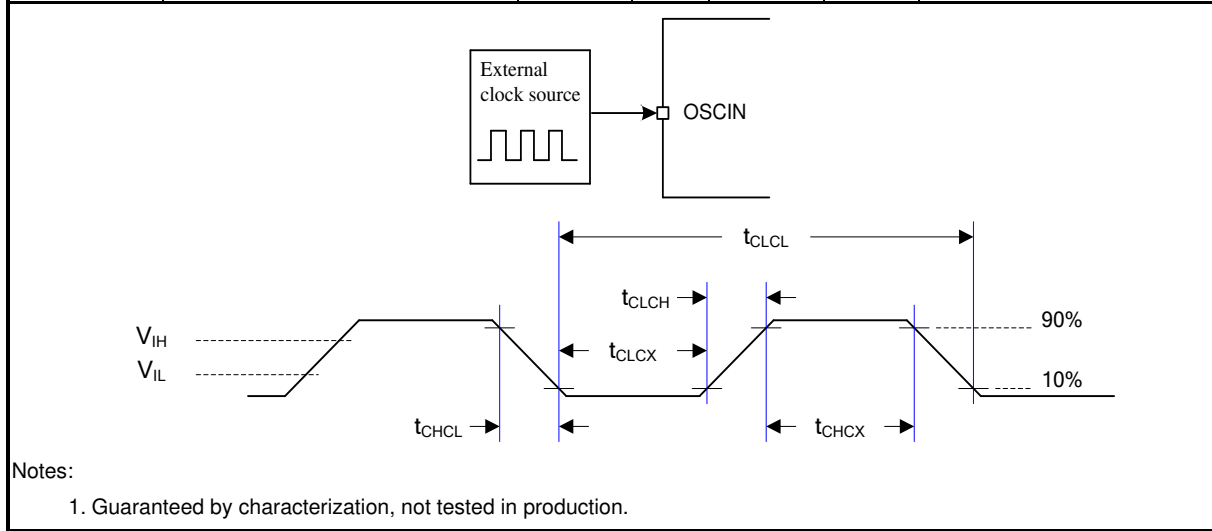 External
clock source
OSCIN
tCLCL
tCLCH
90%
VIH
tCLCX
VIL
10%
tCHCL
tCHCX
Notes:
1. Guaranteed by characterization, not tested in production.